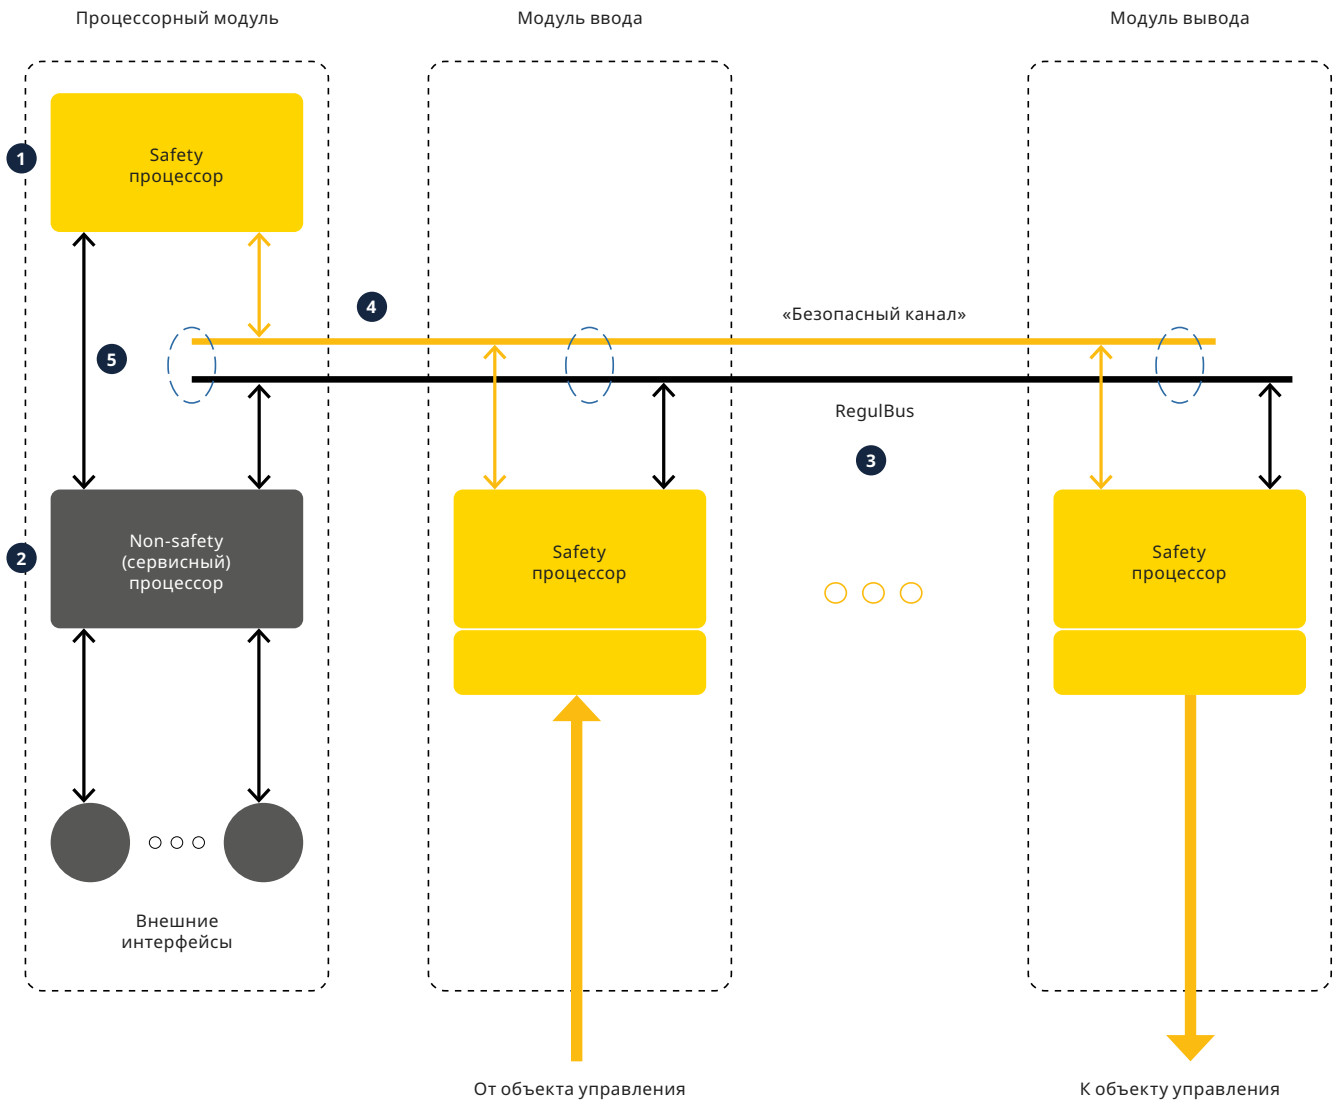 Процессорный модуль
Модуль ввода
Модуль вывода
1
Safety
процессор
4
«Безопасный канал»
5
RegulBus
3
2
Non-safety
(сервисный)
процессор
Safety
процессор
Safety
процессор
Внешние
интерфейсы
От объекта управления
К объекту управления